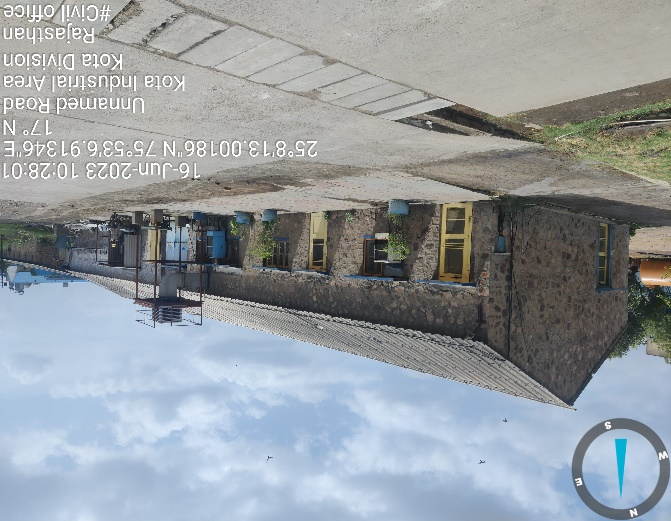 16-Jun-2023 10:28:01
25°8'13.00186"N 75°53'6.91346"E
17° N
Unnamed Road
Kota Industrial Area
Kota Division
Rajasthan
#Civil office
N
E
W
S